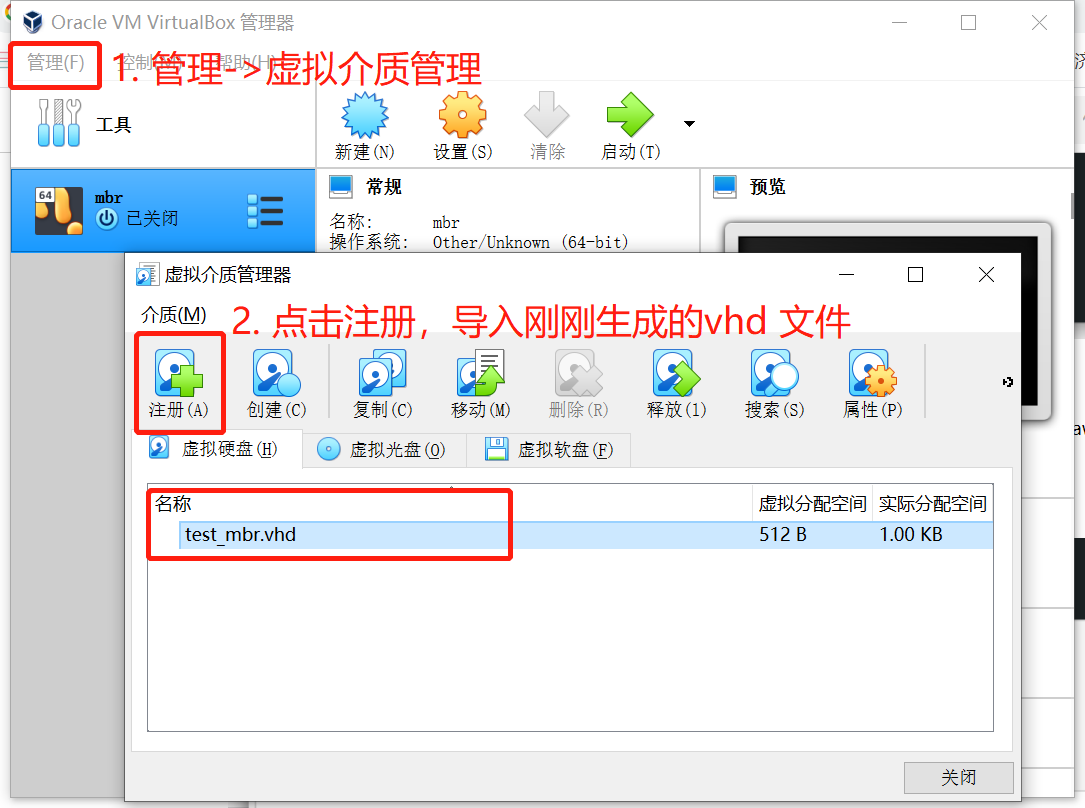 Oracle VM VirtualBox 管理器
管理(F) 控制(M) 帮助(H)
1. 管理->虚拟介质管理
工具
新建(N) 设置(S) 清除 启动(T)
64
mbr
已关闭
常规
名称: mbr
操作系统: Other/Unknown (64-bit)
预览
虚拟介质管理器
介质(M)
2. 点击注册，导入刚刚生成的vhd 文件
注册(A) 创建(C) 复制(C) 移动(M) 删除(R) 释放(l) 搜索(S) 属性(P)
虚拟硬盘(H) 虚拟光盘(O) 虚拟软盘(F)
名称 虚拟分配空间 实际分配空间
test_mbr.vhd 512 B 1.00 KB
关闭